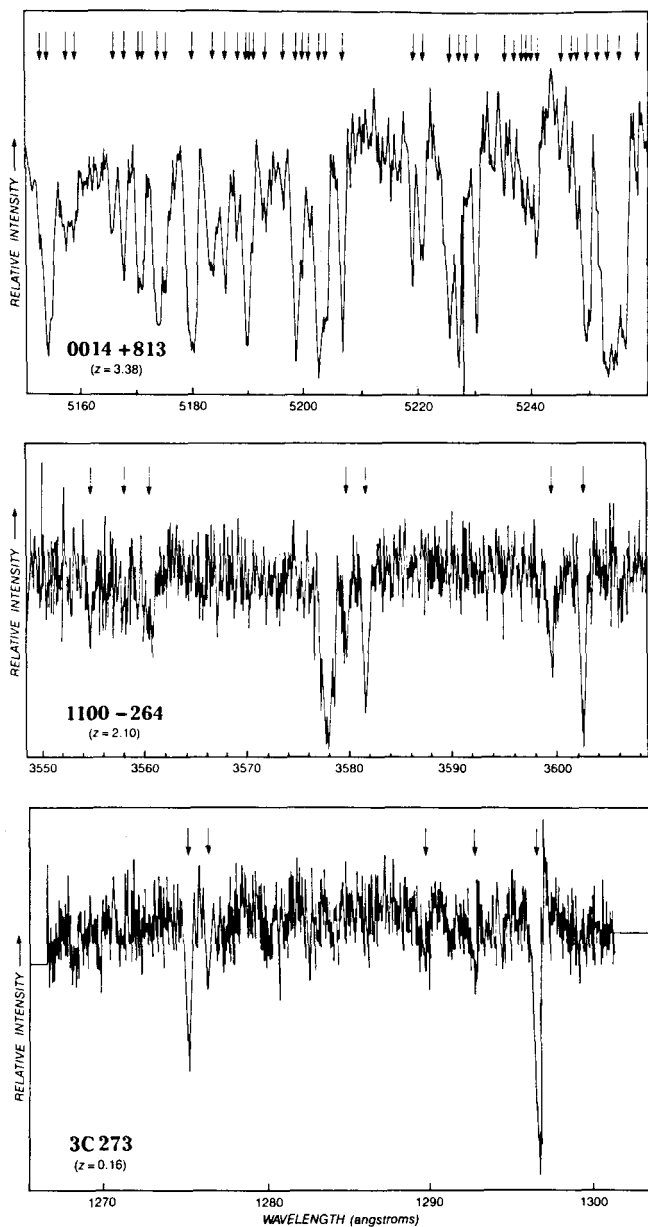 RELATIVE INTENSITY
0014 +813
(z = 3.38)
5160 5180 5200 5220 5240
RELATIVE INTENSITY
1100 -264
(z = 2.10)
3550 3560 3570 3580 3590 3600
RELATIVE INTENSITY
3C 273
(z = 0.16)
1270 1280 1290 1300
WAVELENGTH (angstroms)